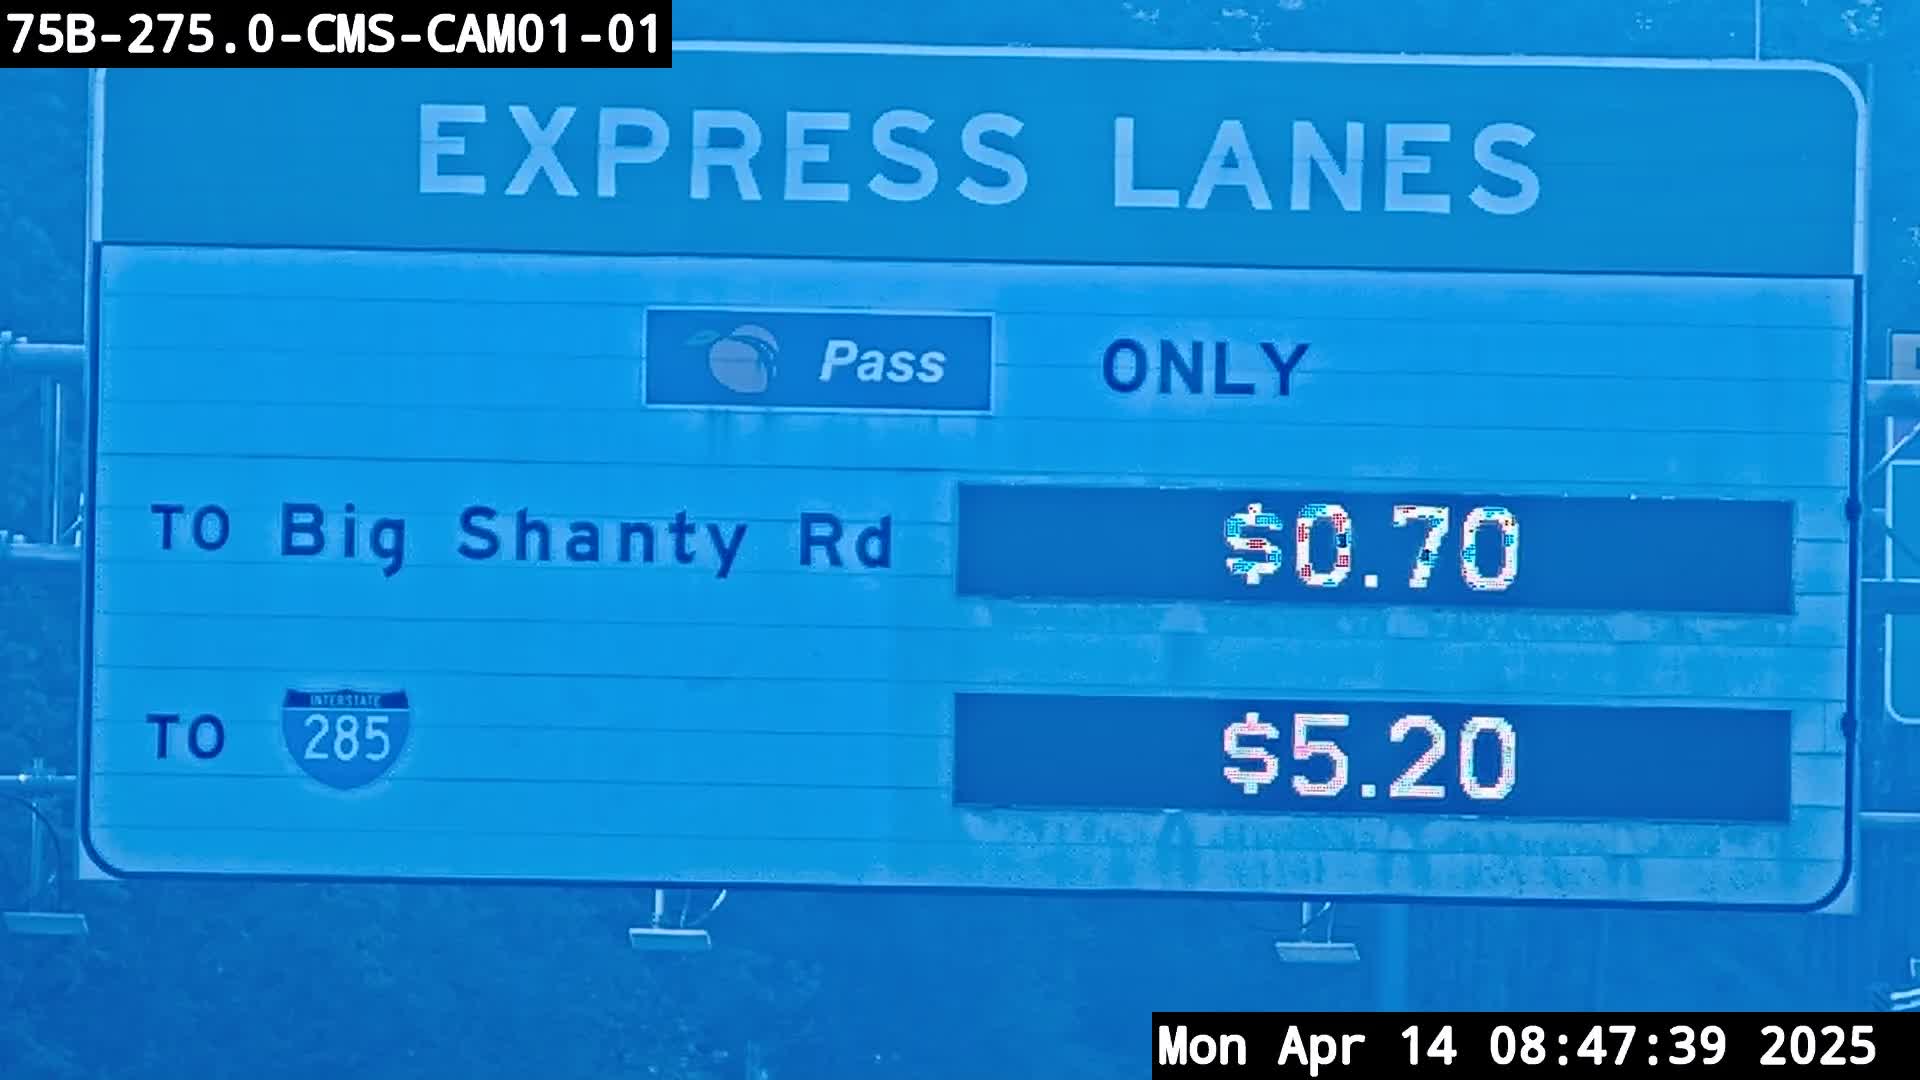 75B-275.0-CMS-CAM01-01
EXPRESS LANES
Pass ONLY
TO Big Shanty Rd $0.70
INTERSTATE
TO 285 $5.20
Mon Apr 14 08:47:39 2025